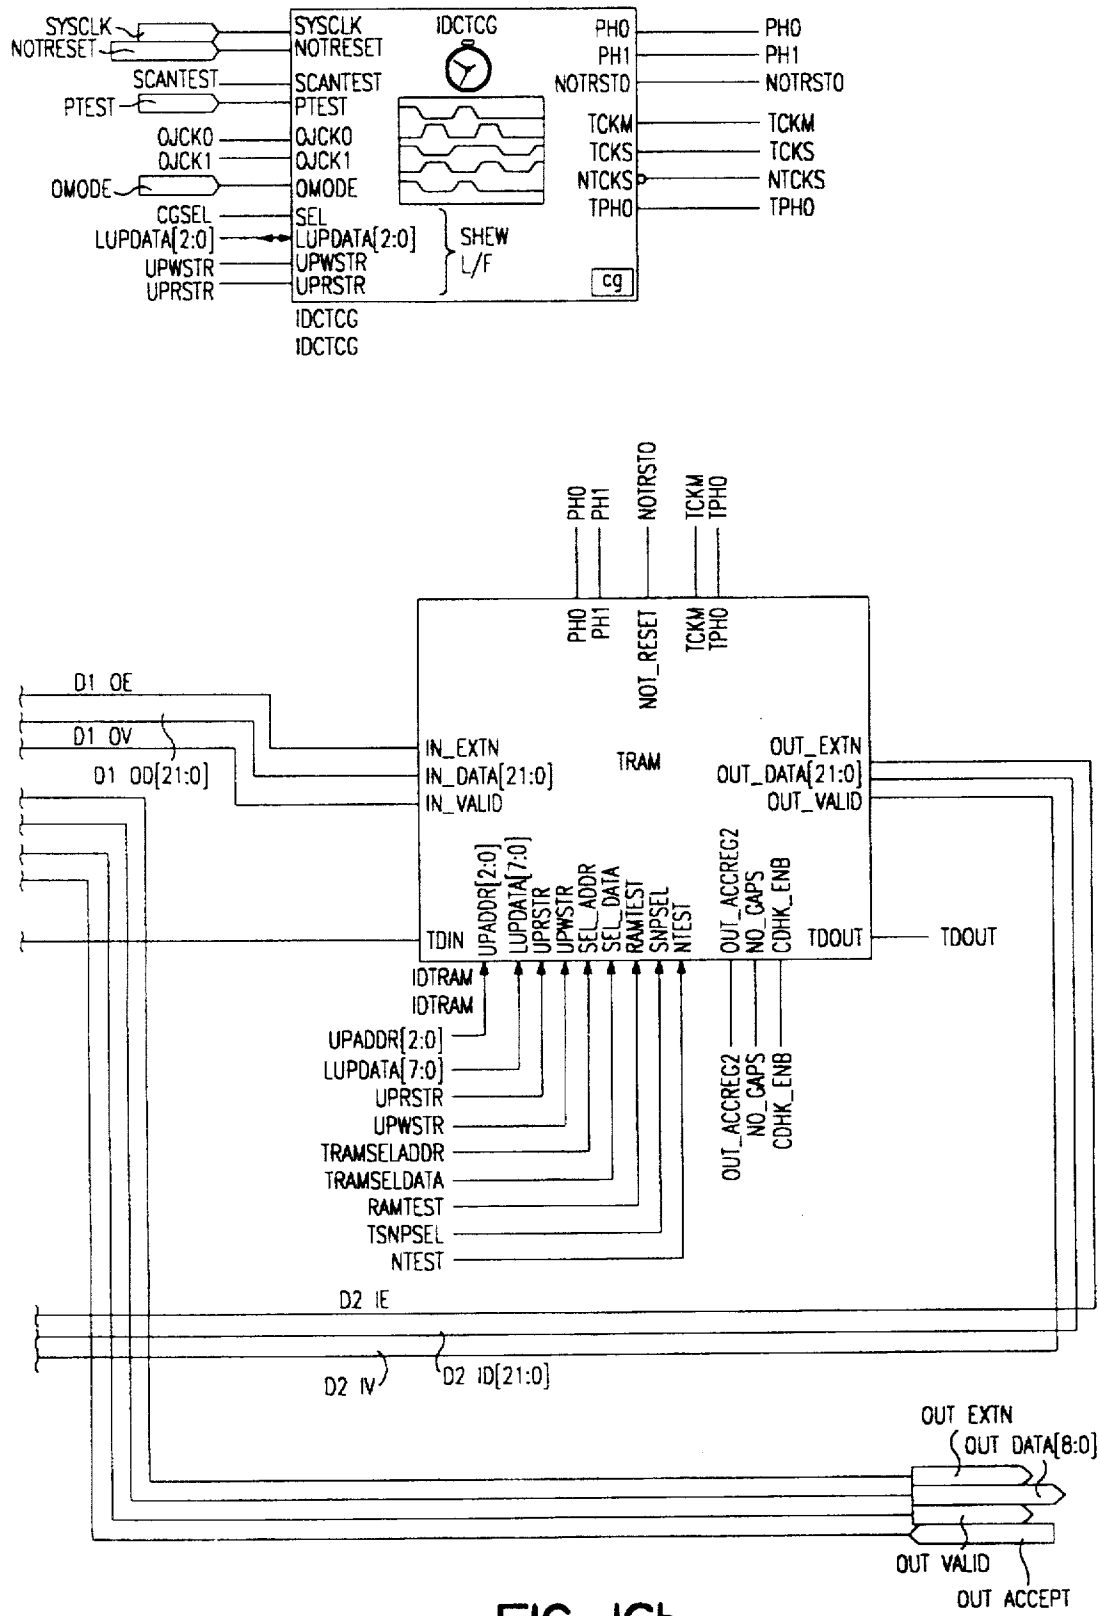 SYSCLK SYSCLK IDCTCG PH0 PH0
NOTRESET NOTRESET PH1 PH1
SCANTEST SCANTEST NOTRST0 NOTRST0
PTEST PTEST
OJCK0 OJCK0 TCKM TCKM
OJCK1 OJCK1 TCKS TCKS
OMODE OMODE NTCKS NTCKS
CGSEL SEL TPH0 TPH0
LUPDATA[2:0] LUPDATA[2:0] SHEW
UPWSTR UPWSTR L/F
UPRSTR UPRSTR cg
IDCTCG
IDCTCG
PH0 PH1 NOTRST0 TCKM TPH0
PH0 PH1 NOT_RESET TCKM TPH0
D1 OE
D1 OV
D1 OD[21:0]
IN_EXTN TRAM OUT_EXTN
IN_DATA[21:0] OUT_DATA[21:0]
IN_VALID OUT_VALID
UPADDR[2:0] LUPDATA[7:0] UPRSTR UPWSTR SEL_ADDR SEL_DATA RAMTEST SNPSEL NTEST OUT_ACCREG2 NO_GAPS CDHK_ENB
TDIN TDOUT TDOUT
IDTRAM
IDTRAM
UPADDR[2:0]
LUPDATA[7:0]
UPRSTR
UPWSTR
TRAMSELADDR
TRAMSELDATA
RAMTEST
TSNPSEL
NTEST
OUT_ACCREG2 NO_GAPS CDHK_ENB
D2 IE
D2 IV D2 ID[21:0]
OUT EXTN
OUT DATA[8:0]
OUT VALID
OUT ACCEPT